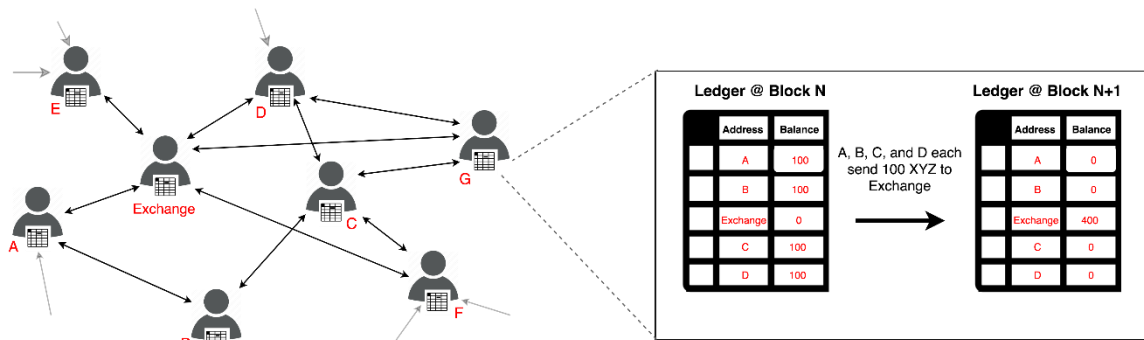 E
D
G
Exchange
C
A
F
Ledger @ Block N
Address Balance
A 100
B 100
Exchange 0
C 100
D 100
A, B, C, and D each
send 100 XYZ to
Exchange
Ledger @ Block N+1
Address Balance
A 0
B 0
Exchange 400
C 0
D 0